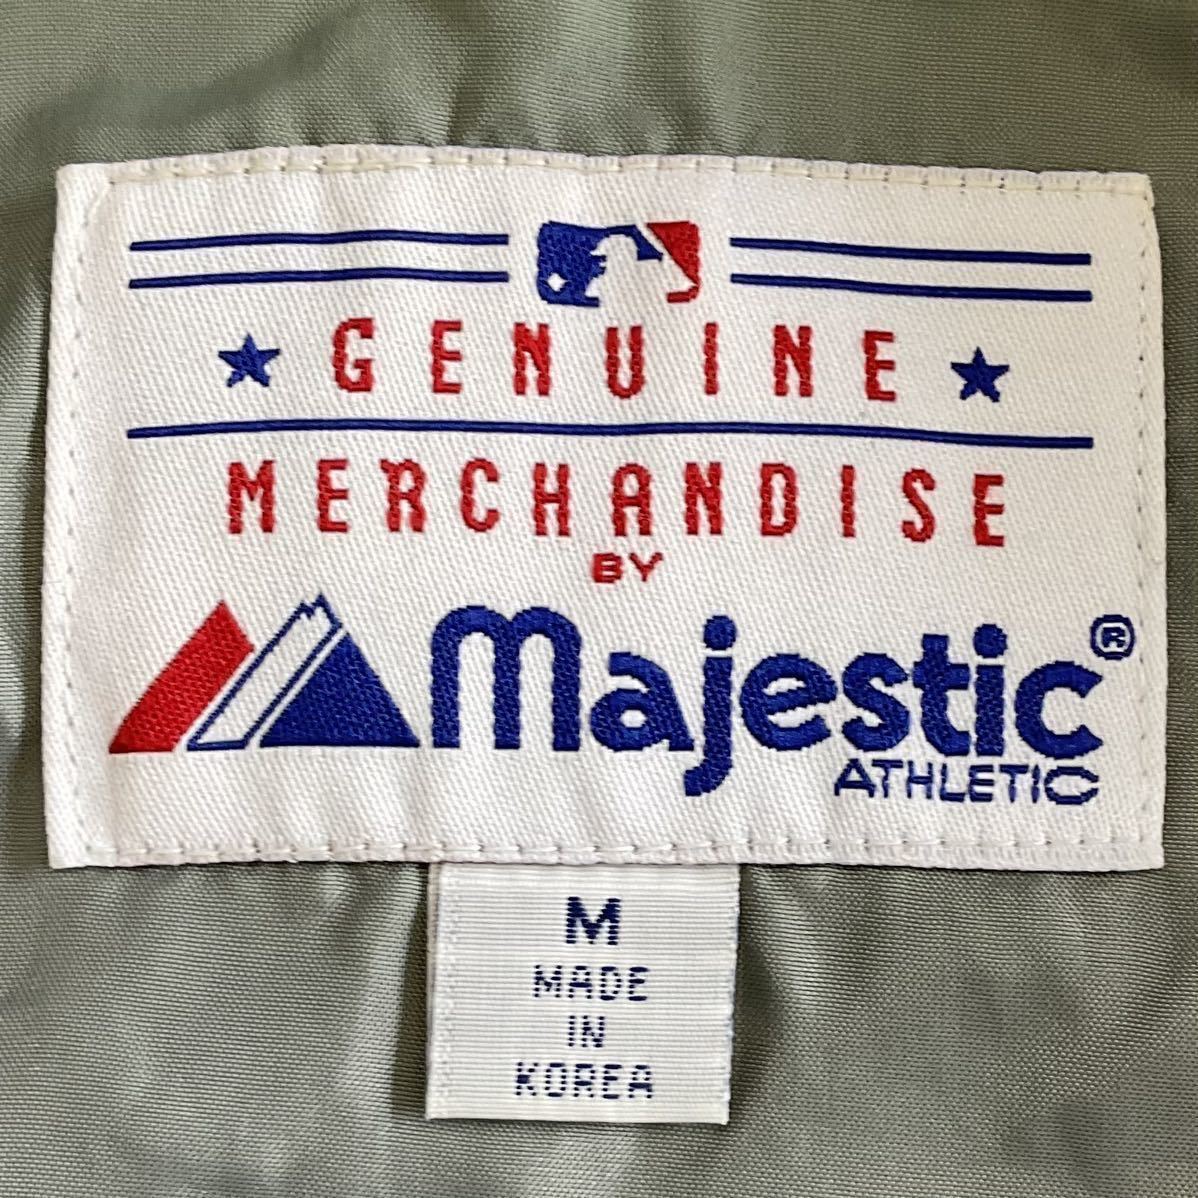 GENUINE
MERCHANDISE
BY
Majestic®
ATHLETIC
M
MADE
IN
KOREA